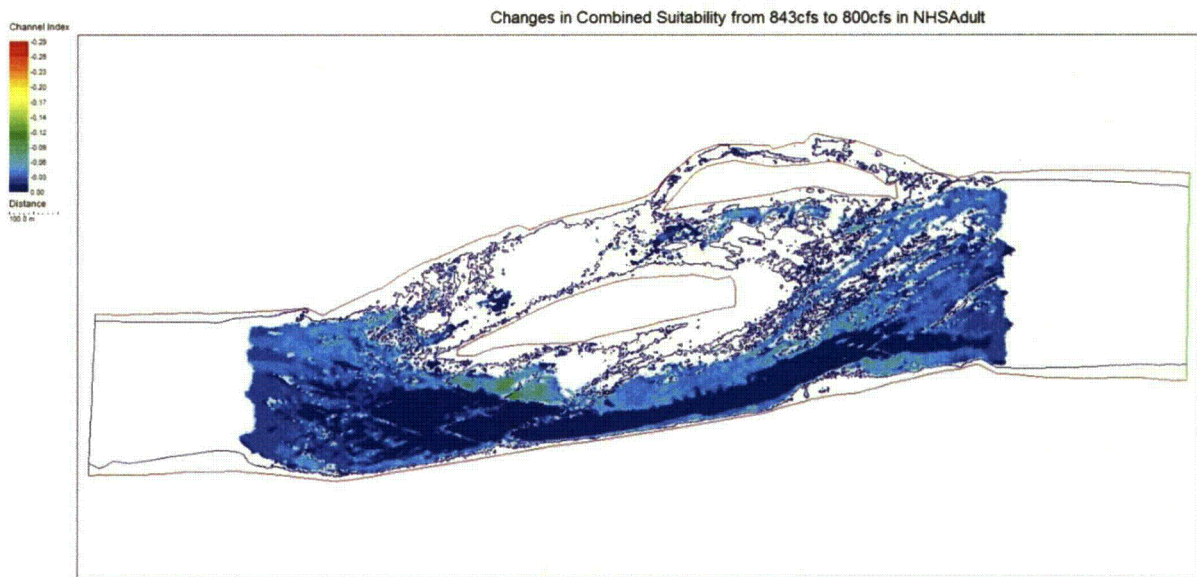 Changes in Combined Suitability from 843cfs to 800cfs in NHSAdult
Channel Index
-0.29
-0.26
-0.23
-0.20
-0.17
-0.14
-0.12
-0.09
-0.06
-0.03
0.00
Distance
100.0 m